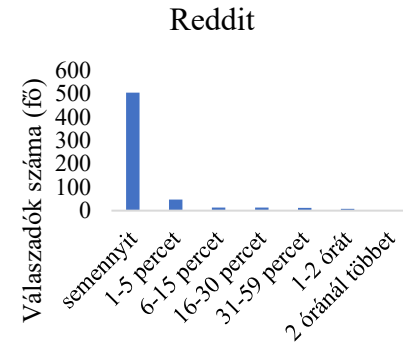 Reddit
Válaszadók száma (fő)
600
500
400
300
200
100
0
semennyit
1-5 percet
6-15 percet
16-30 percet
31-59 percet
1-2 órát
2 óránál többet